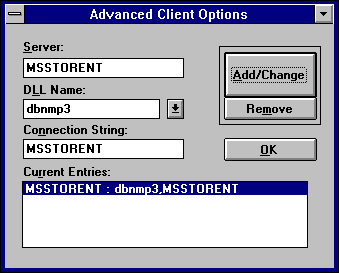 Advanced Client Options
Server:
MSSTORENT
DLL Name:
dbnmp3
Connection String:
MSSTORENT
Current Entries:
MSSTORENT : dbnmp3,MSSTORENT
Add/Change
Remove
OK